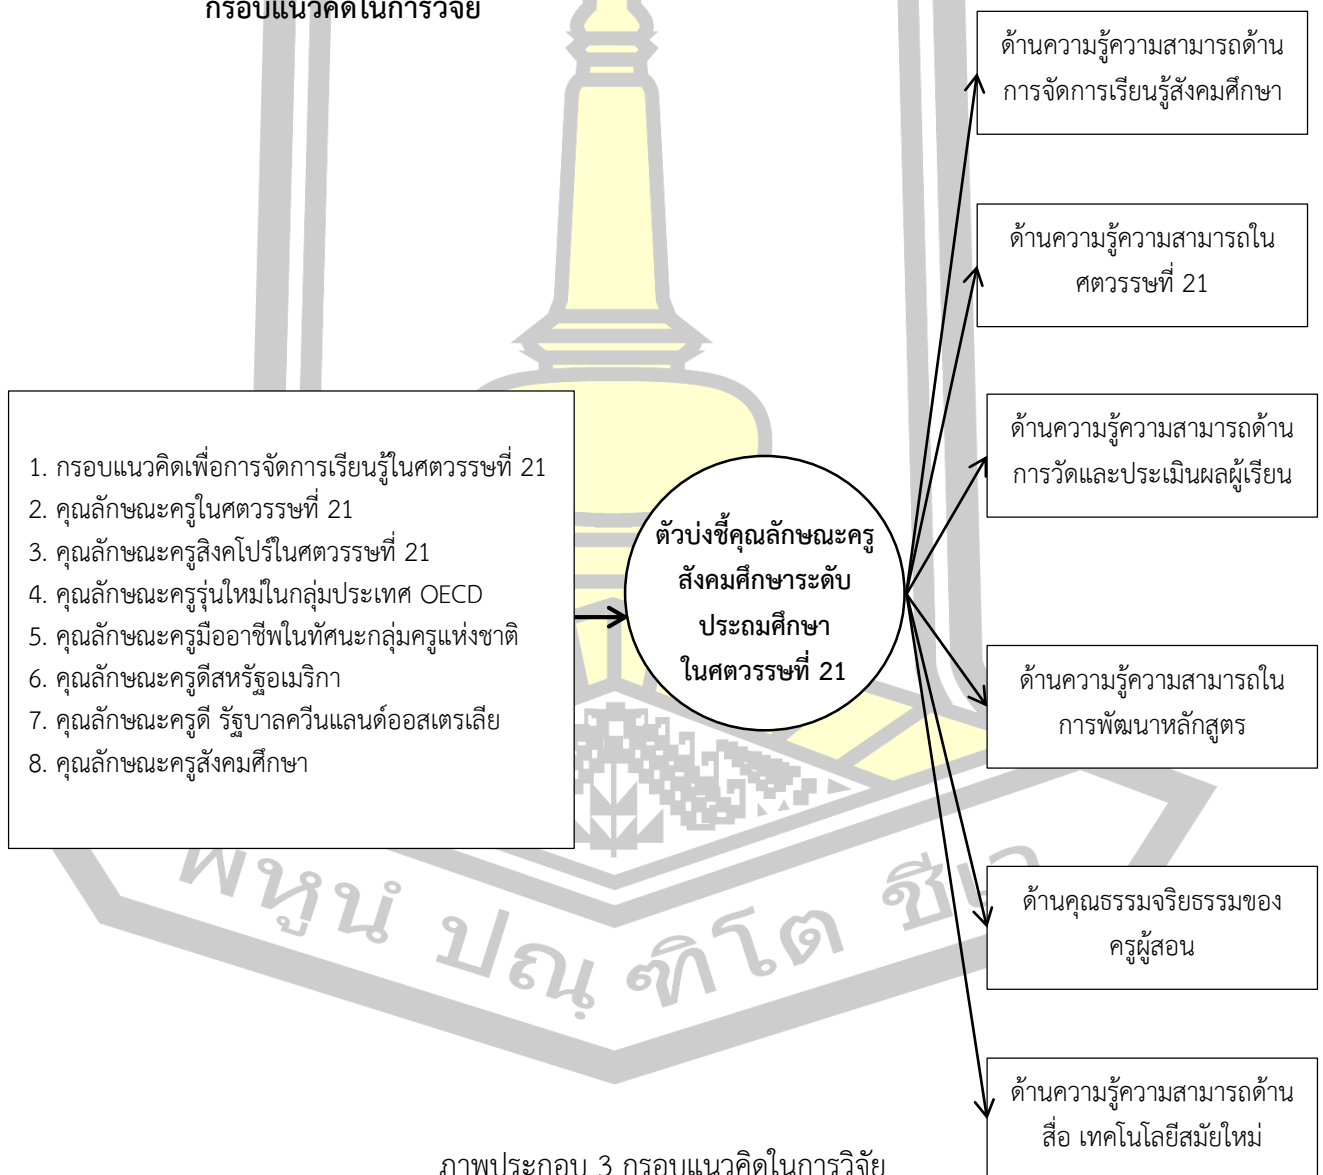 กรอบแนวคิดในการวิจัย
1. กรอบแนวคิดเพื่อการจัดการเรียนรู้ในศตวรรษที่ 21
2. คุณลักษณะครูในศตวรรษที่ 21
3. คุณลักษณะครูสิงคโปร์ในศตวรรษที่ 21
4. คุณลักษณะครูรุ่นใหม่ในกลุ่มประเทศ OECD
5. คุณลักษณะครูมืออาชีพในทัศนะกลุ่มครูแห่งชาติ
6. คุณลักษณะครูดีสหรัฐอเมริกา
7. คุณลักษณะครูดี รัฐบาลควีนแลนด์ออสเตรเลีย
8. คุณลักษณะครูสังคมศึกษา
ตัวบ่งชี้คุณลักษณะครู
สังคมศึกษาระดับ
ประถมศึกษา
ในศตวรรษที่ 21
ด้านความรู้ความสามารถด้าน
การจัดการเรียนรู้สังคมศึกษา
ด้านความรู้ความสามารถใน
ศตวรรษที่ 21
ด้านความรู้ความสามารถด้าน
การวัดและประเมินผลผู้เรียน
ด้านความรู้ความสามารถใน
การพัฒนาหลักสูตร
ด้านคุณธรรมจริยธรรมของ
ครูผู้สอน
ด้านความรู้ความสามารถด้าน
สื่อ เทคโนโลยีสมัยใหม่
พหูนํ ปณฺฑิโต ชีเว
ภาพประกอบ 3 กรอบแนวคิดในการวิจัย